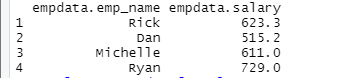 empdata.emp_name empdata.salary
1 Rick 623.3
2 Dan 515.2
3 Michelle 611.0
4 Ryan 729.0